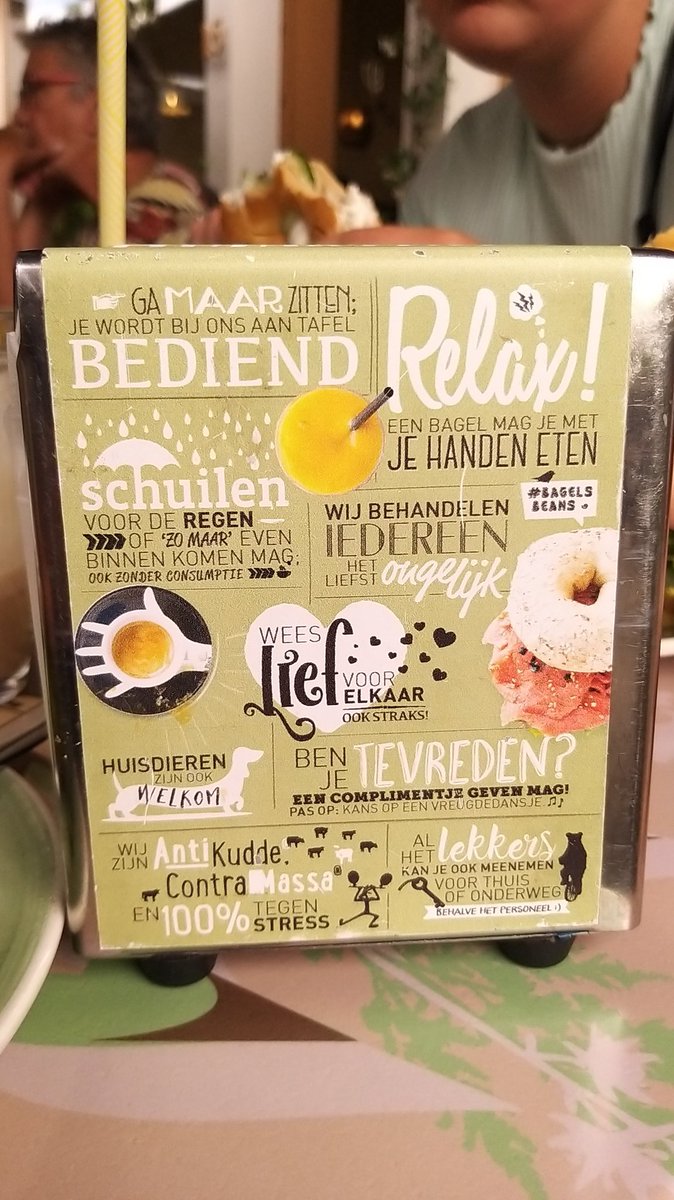 GA MAAR ZITTEN;
JE WORDT BIJ ONS AAN TAFEL
BEDIEND
Relax!
EEN BAGEL MAG JE MET
JE HANDEN ETEN
schuilen
VOOR DE REGEN
OF 'ZO MAAR' EVEN
BINNEN KOMEN MAG;
OOK ZONDER CONSUMPTIE
#BAGELS
BEANS
WIJ BEHANDELEN
IEDEREEN
HET
LIEFST ongelijk
WEES
lief VOOR
ELKAAR
OOK STRAKS!
HUISDIEREN
ZIJN OOK
WELKOM
BEN
JE TEVREDEN?
EEN COMPLIMENTJE GEVEN MAG!
PAS OP: KANS OP EEN VREUGDEDANSJE
WIJ
ZIJN AntiKudde.
Contra Massa®
EN 100% TEGEN
STRESS
AL
HET lekkers
KAN JE OOK MEENEMEN
VOOR THUIS
OF ONDERWEG
BEHALVE HET PERSONEEL :)